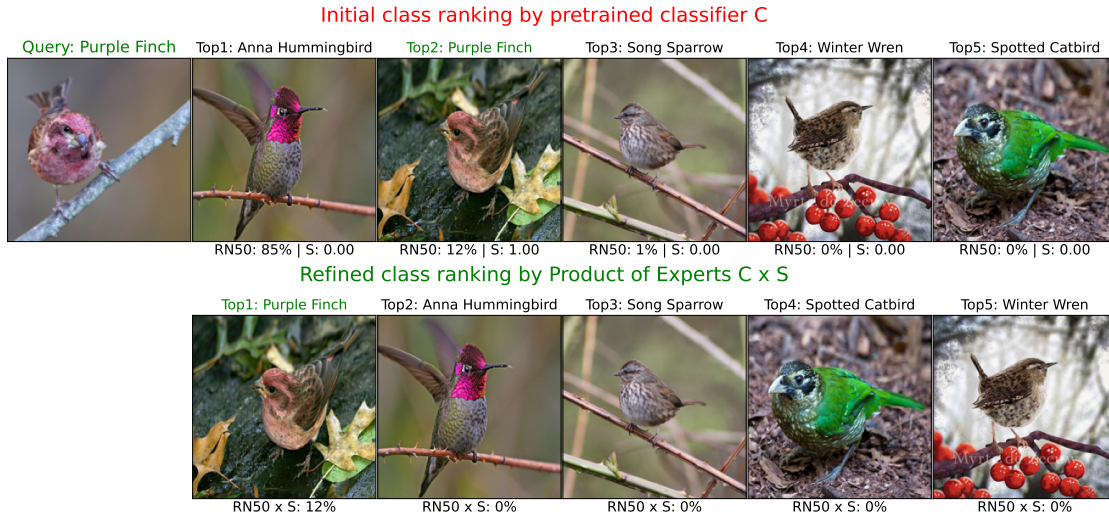 Initial class ranking by pretrained classifier C
Query: Purple Finch
Top1: Anna Hummingbird
Top2: Purple Finch
Top3: Song Sparrow
Top4: Winter Wren
Top5: Spotted Catbird
RN50: 85% | S: 0.00
RN50: 12% | S: 1.00
RN50: 1% | S: 0.00
RN50: 0% | S: 0.00
RN50: 0% | S: 0.00
Refined class ranking by Product of Experts C x S
Top1: Purple Finch
Top2: Anna Hummingbird
Top3: Song Sparrow
Top4: Spotted Catbird
Top5: Winter Wren
RN50 x S: 12%
RN50 x S: 0%
RN50 x S: 0%
RN50 x S: 0%
RN50 x S: 0%